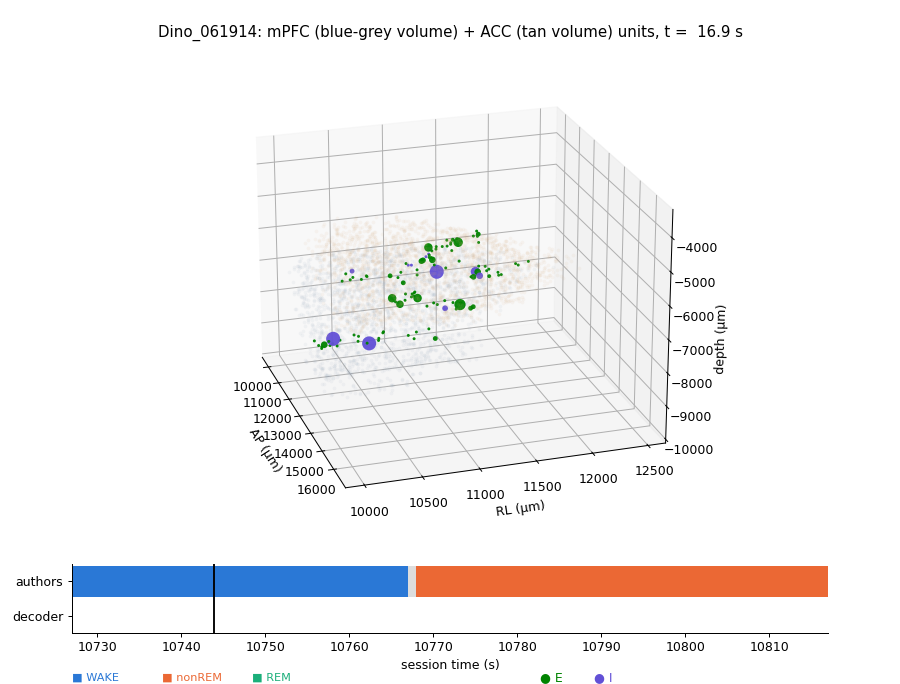 Dino_061914: mPFC (blue-grey volume) + ACC (tan volume) units, t =  16.9 s
−4000
−5000
−6000
−7000
−8000
−9000
−10000
depth (μm)
10000
11000
12000
13000
14000
15000
16000
AP (μm)
10000
10500
11000
11500
12000
12500
RL (μm)
authors
decoder
10730
10740
10750
10760
10770
10780
10790
10800
10810
session time (s)
WAKE
nonREM
REM
E
I